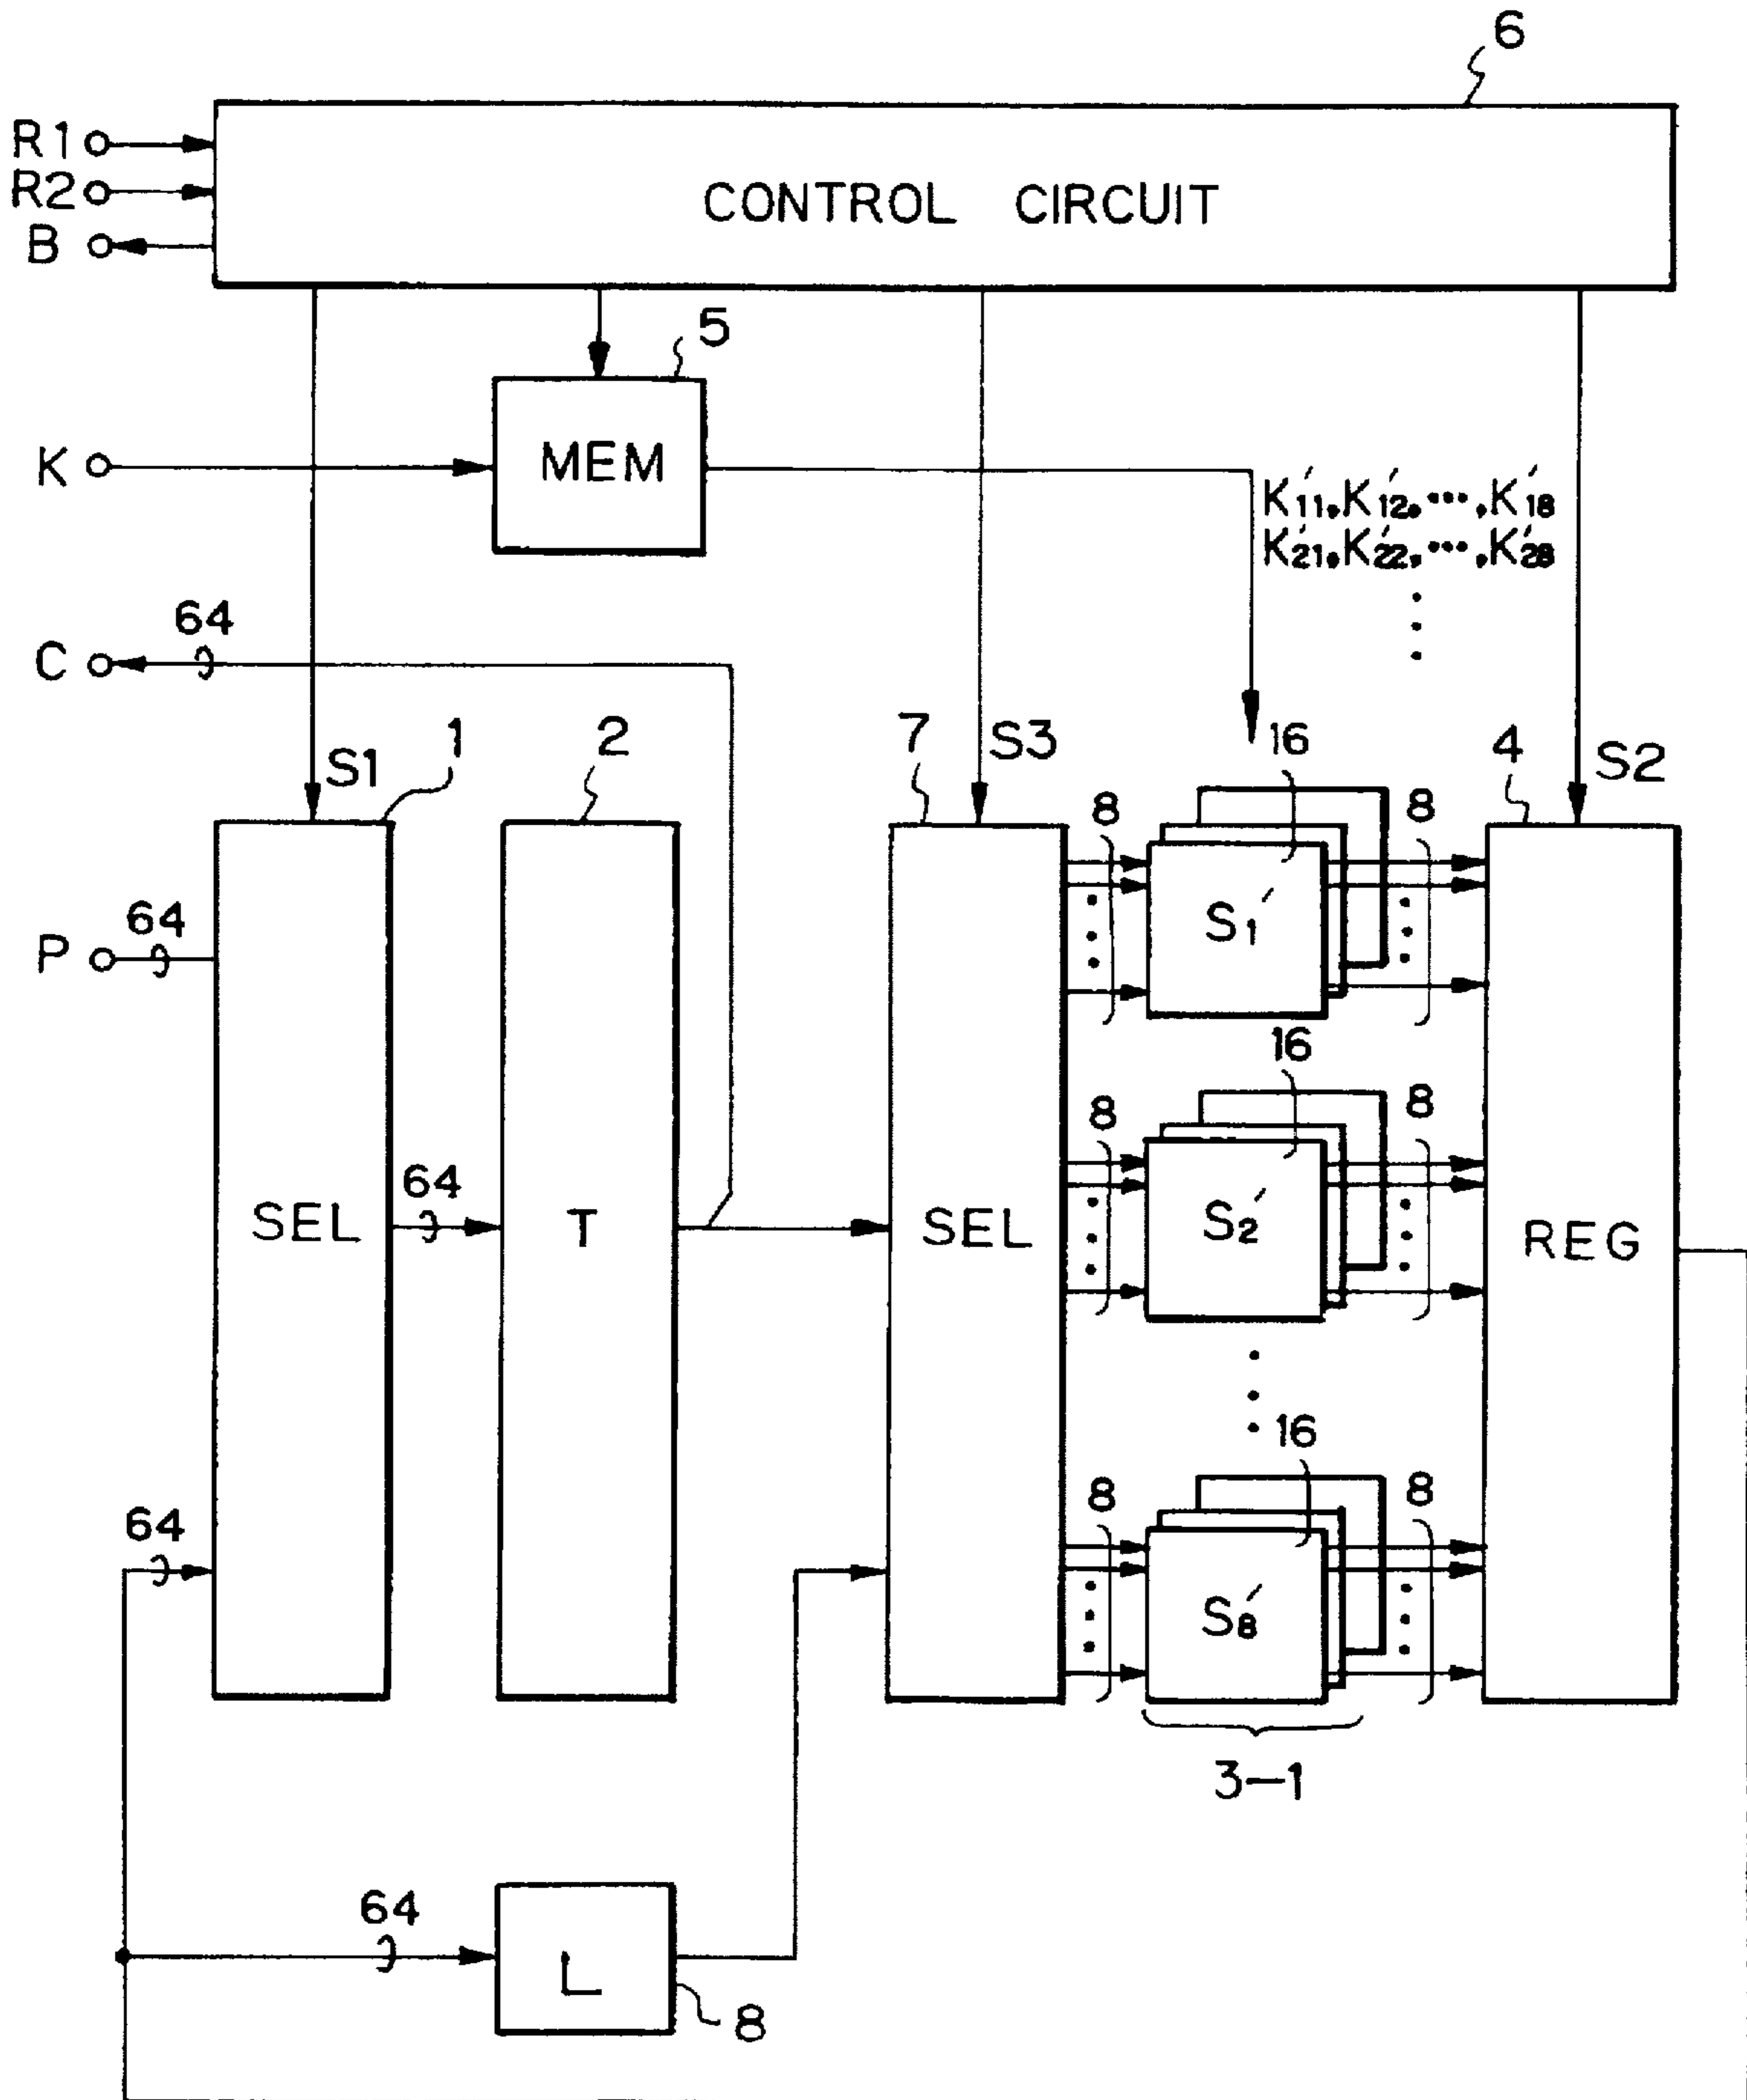 6
R1
R2
B
CONTROL CIRCUIT
5
K
MEM
K'11, K'12, ..., K'18
K'21, K'22, ..., K'28
64
C
S1
1
2
7
S3
16
4
S2
8
8
S1'
64
P
16
8
8
SEL
64
T
SEL
S2'
REG
16
8
8
64
S8'
3-1
64
L
8